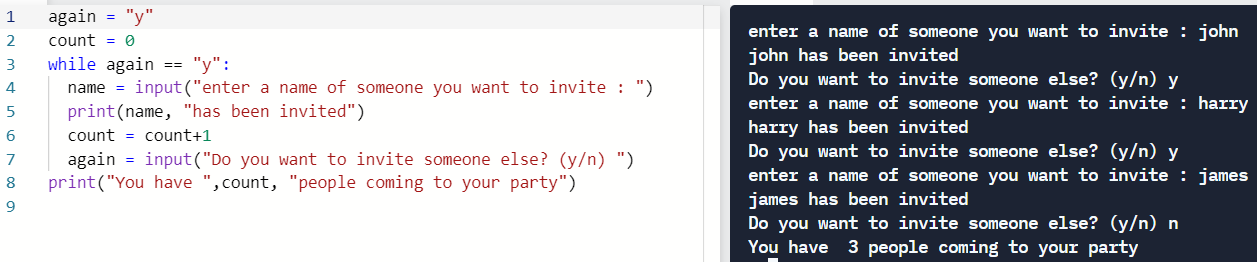 1 again = "y"
2 count = 0
3 while again == "y":
4   name = input("enter a name of someone you want to invite : ")
5   print(name, "has been invited")
6   count = count+1
7   again = input("Do you want to invite someone else? (y/n) ")
8 print("You have ",count, "people coming to your party")
9
enter a name of someone you want to invite : john
john has been invited
Do you want to invite someone else? (y/n) y
enter a name of someone you want to invite : harry
harry has been invited
Do you want to invite someone else? (y/n) y
enter a name of someone you want to invite : james
james has been invited
Do you want to invite someone else? (y/n) n
You have  3 people coming to your party